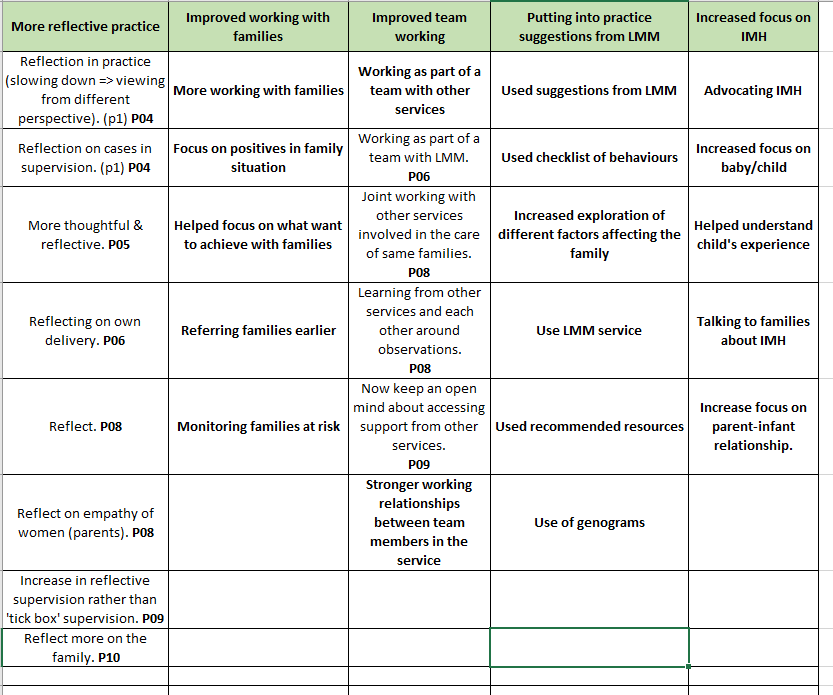 More reflective practice
Improved working with
families
Improved team
working
Putting into practice
suggestions from LMM
Increased focus on
IMH
Reflection in practice
(slowing down => viewing
from different
perspective). (p1) P04
More working with families
Working as part of a
team with other
services
Used suggestions from LMM
Advocating IMH
Reflection on cases in
supervision. (p1) P04
Focus on positives in family
situation
Working as part of a
team with LMM.
P06
Used checklist of behaviours
Increased focus on
baby/child
More thoughtful &
reflective. P05
Helped focus on what want
to achieve with families
Joint working with
other services
involved in the care
of same families.
P08
Increased exploration of
different factors affecting the
family
Helped understand
child's experience
Reflecting on own
delivery. P06
Referring families earlier
Learning from other
services and each
other around
observations.
P08
Use LMM service
Talking to families
about IMH
Reflect. P08
Monitoring families at risk
Now keep an open
mind about accessing
support from other
services.
P09
Used recommended resources
Increase focus on
parent-infant
relationship.
Reflect on empathy of
women (parents). P08
Stronger working
relationships
between team
members in the
service
Use of genograms
Increase in reflective
supervision rather than
'tick box' supervision. P09
Reflect more on the
family. P10